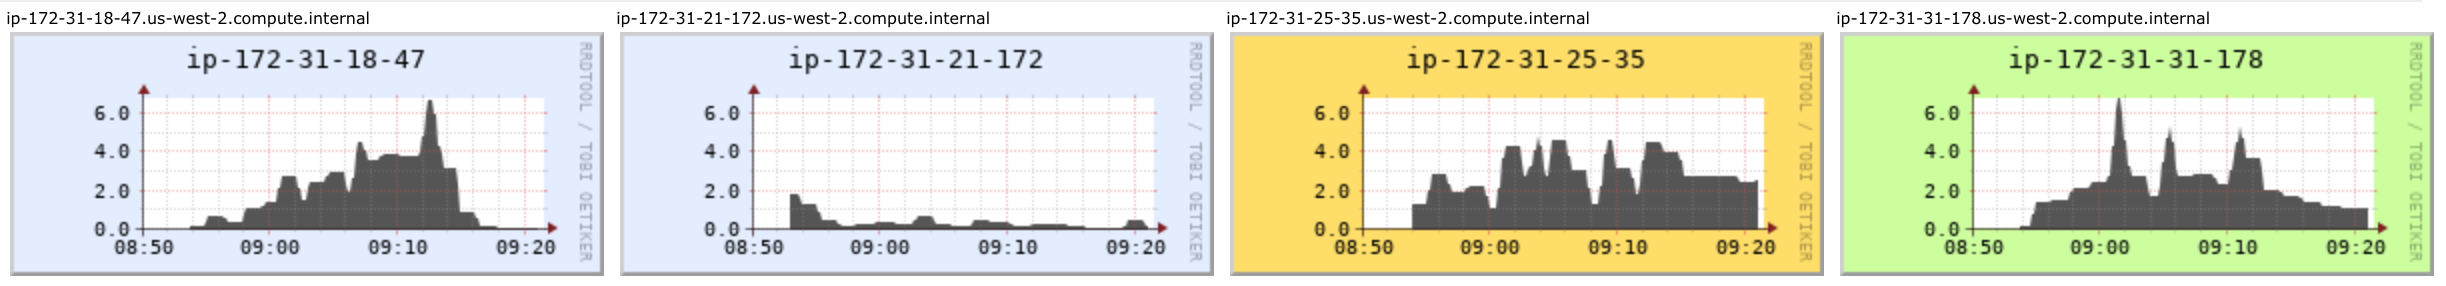 ip-172-31-18-47.us-west-2.compute.internal
ip-172-31-18-47
RRDTOOL / TOBI OETIKER
6.0
4.0
2.0
0.0
08:50 09:00 09:10 09:20
ip-172-31-21-172.us-west-2.compute.internal
ip-172-31-21-172
RRDTOOL / TOBI OETIKER
6.0
4.0
2.0
0.0
08:50 09:00 09:10 09:20
ip-172-31-25-35.us-west-2.compute.internal
ip-172-31-25-35
RRDTOOL / TOBI OETIKER
6.0
4.0
2.0
0.0
08:50 09:00 09:10 09:20
ip-172-31-31-178.us-west-2.compute.internal
ip-172-31-31-178
RRDTOOL / TOBI OETIKER
6.0
4.0
2.0
0.0
08:50 09:00 09:10 09:20